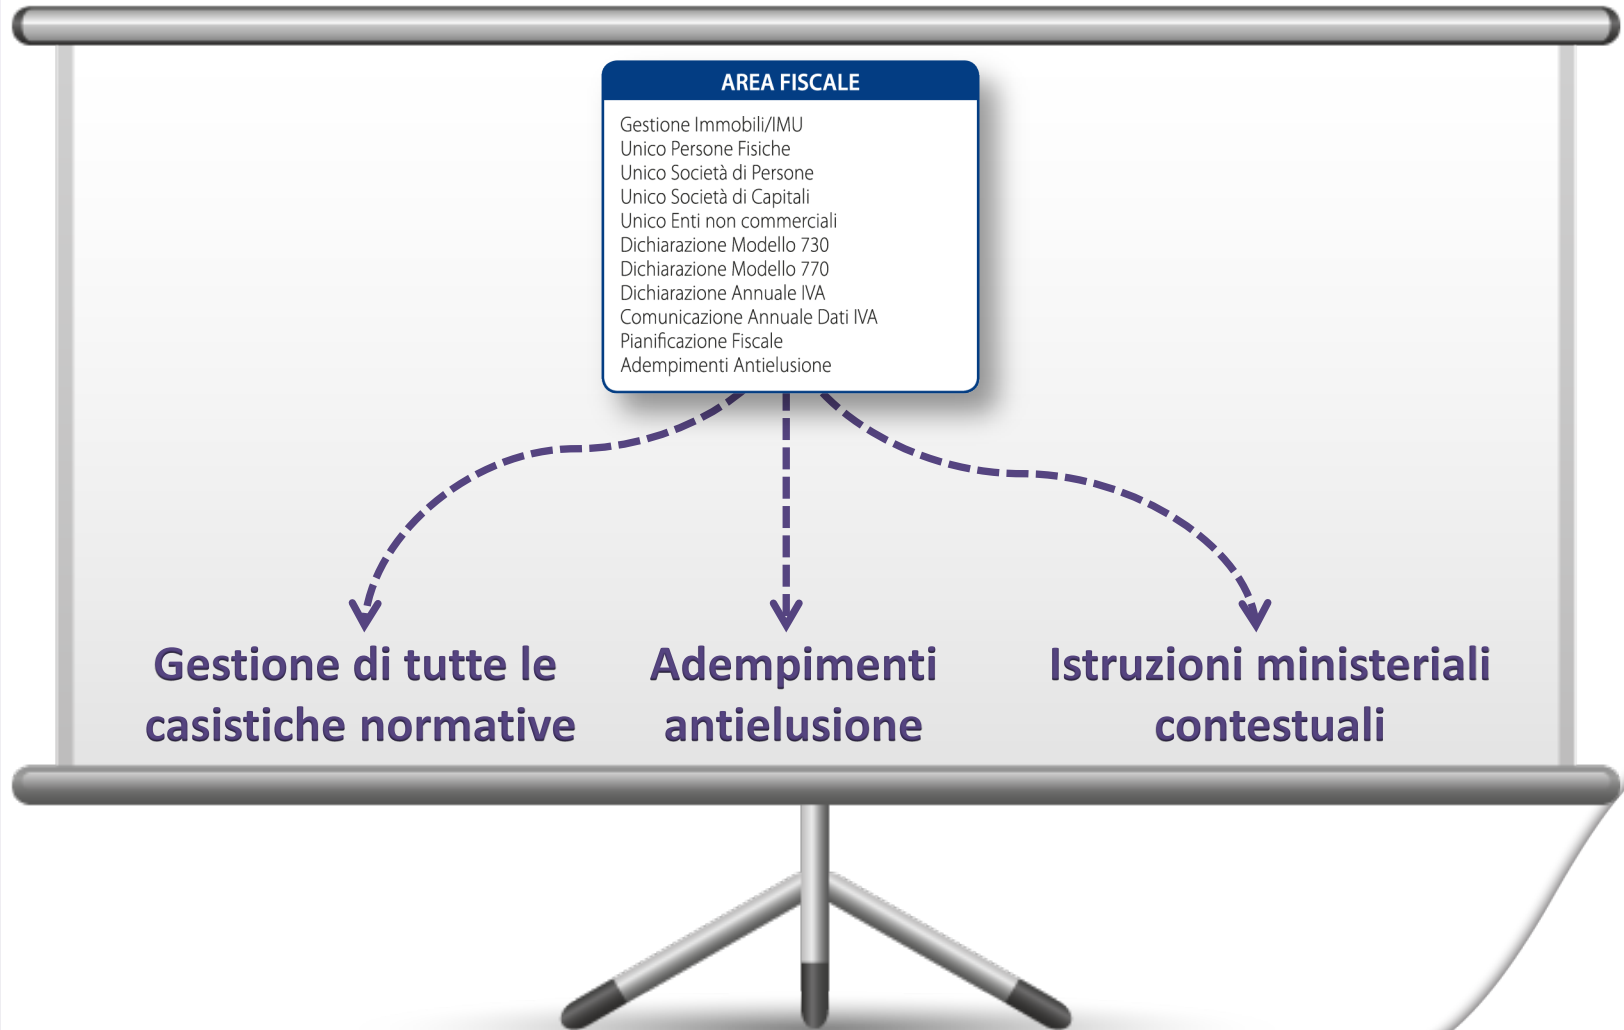 AREA FISCALE
Gestione Immobili/IMU
Unico Persone Fisiche
Unico Società di Persone
Unico Società di Capitali
Unico Enti non commerciali
Dichiarazione Modello 730
Dichiarazione Modello 770
Dichiarazione Annuale IVA
Comunicazione Annuale Dati IVA
Pianificazione Fiscale
Adempimenti Antielusione
Gestione di tutte le
casistiche normative
Adempimenti
antielusione
Istruzioni ministeriali
contestuali